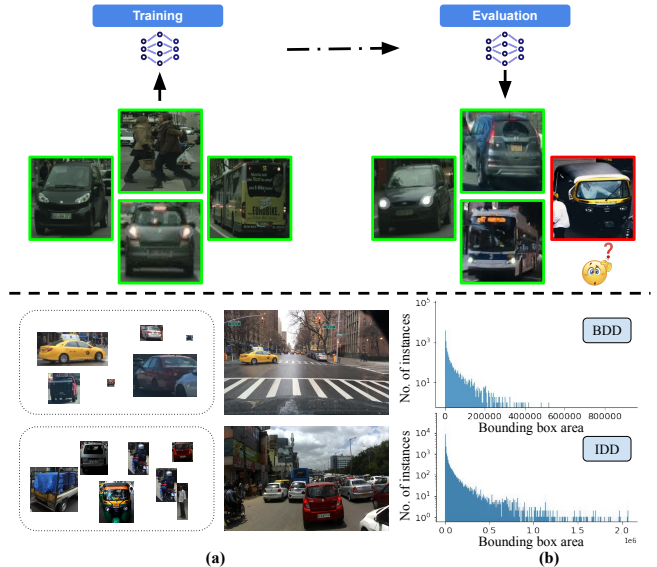 Training
Evaluation
?
BDD
No. of instances
10^5
10^3
10^1
0 200000 400000 600000 800000
Bounding box area
IDD
No. of instances
10^4
10^3
10^2
10^1
10^0
0.0 0.5 1.0 1.5 2.0
1e6
Bounding box area
(a)
(b)